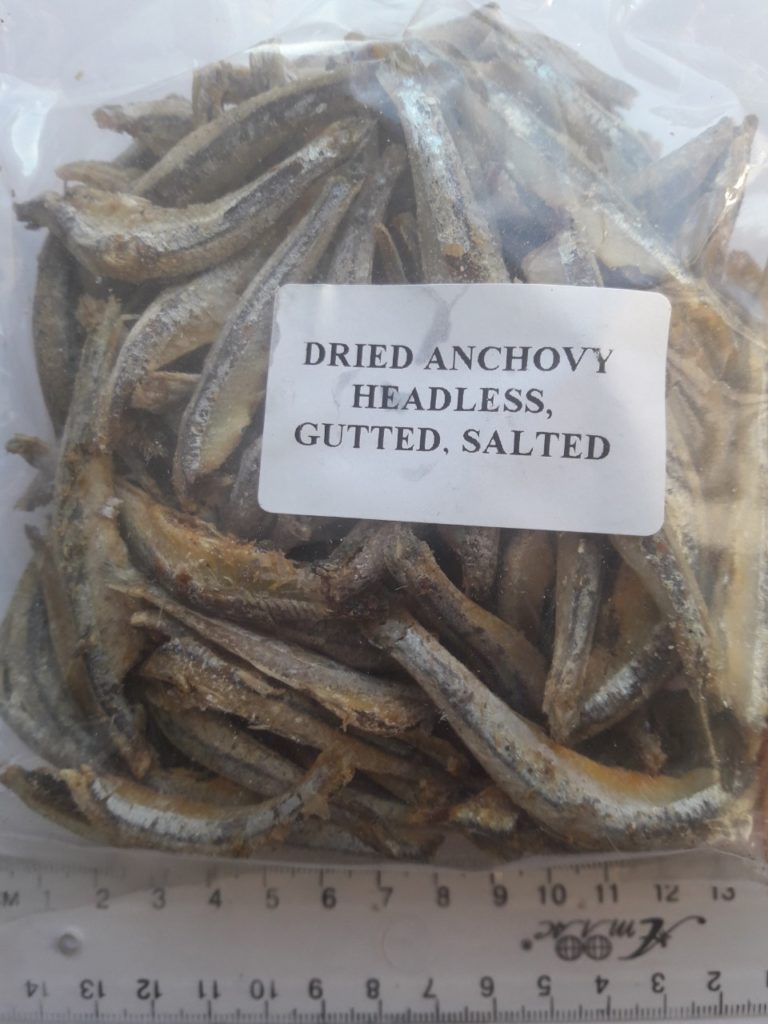 DRIED ANCHOVY
HEADLESS,
GUTTED, SALTED
1 2 3 4 5 6 7 8 9 10 11 12 13
14 13 12 11 10 9 8 7 6 5 4 3 2